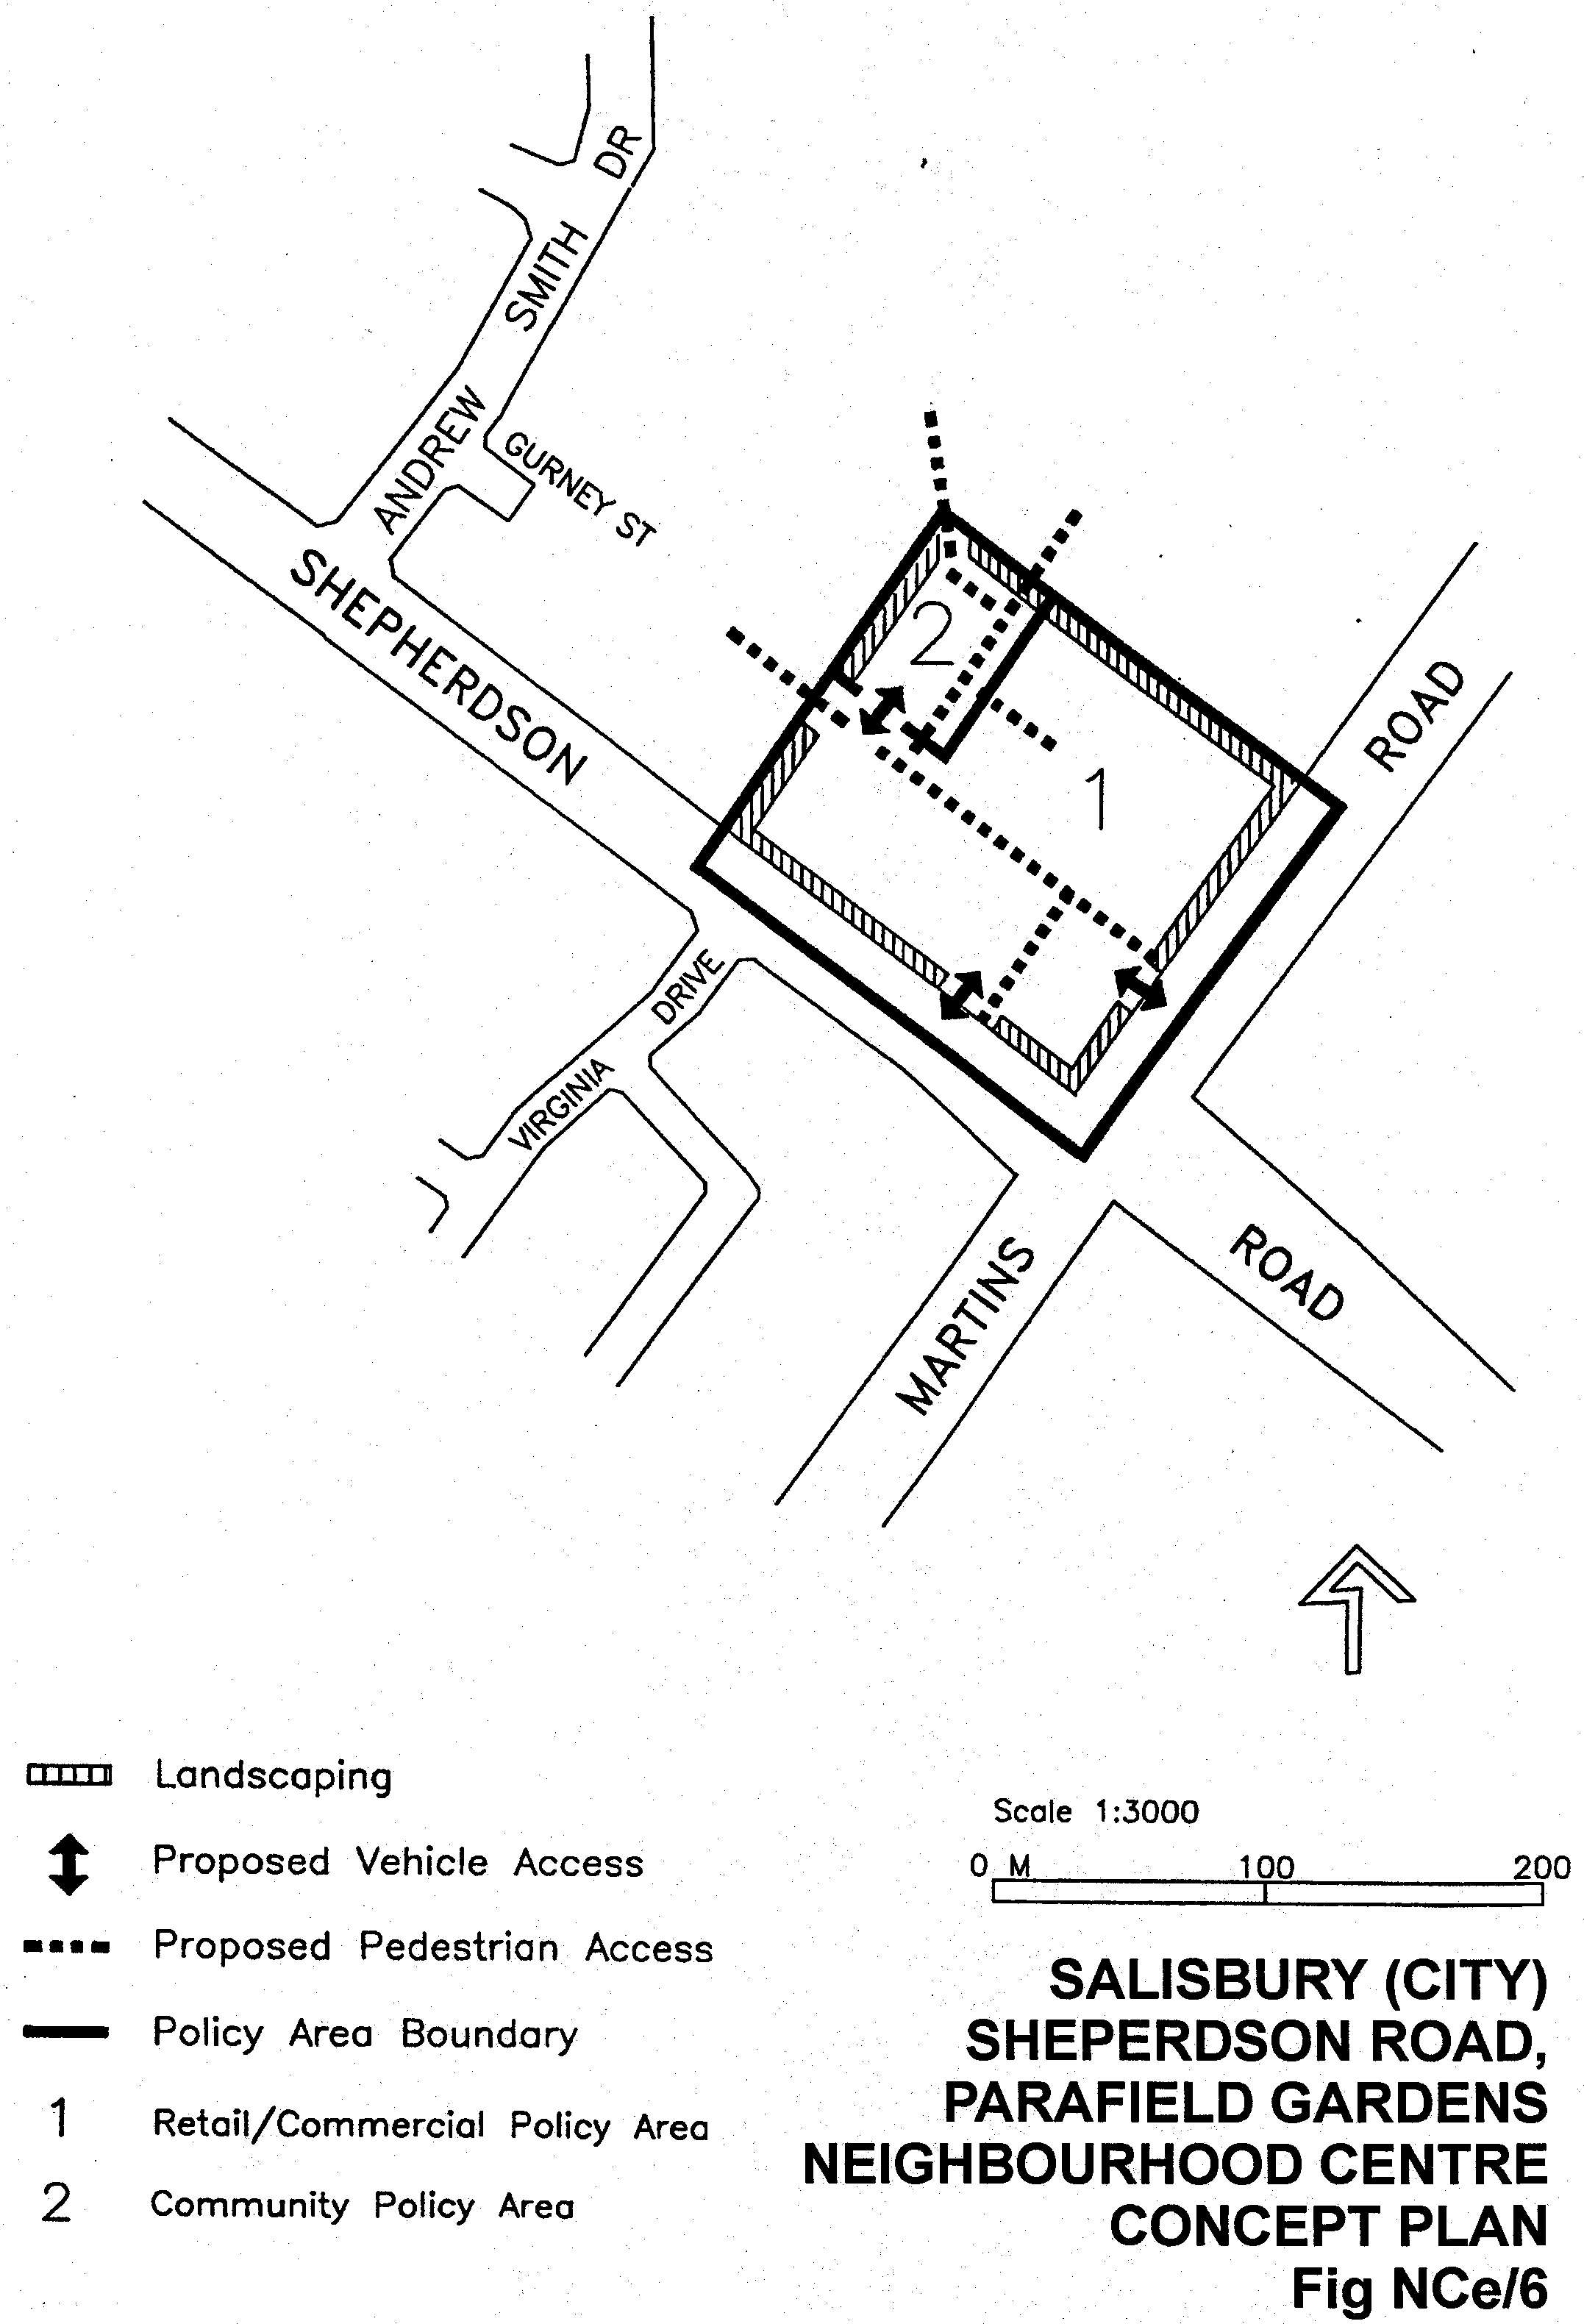 ANDREW SMITH DR
GURNEY ST
SHEPHERDSON
2
1
ROAD
VIRGINIA DRIVE
MARTINS
ROAD
Landscaping
Proposed Vehicle Access
Proposed Pedestrian Access
Policy Area Boundary
1 Retail/Commercial Policy Area
2 Community Policy Area
Scale 1:3000
0 M 100 200
SALISBURY (CITY)
SHEPERDSON ROAD,
PARAFIELD GARDENS
NEIGHBOURHOOD CENTRE
CONCEPT PLAN
Fig NCe/6